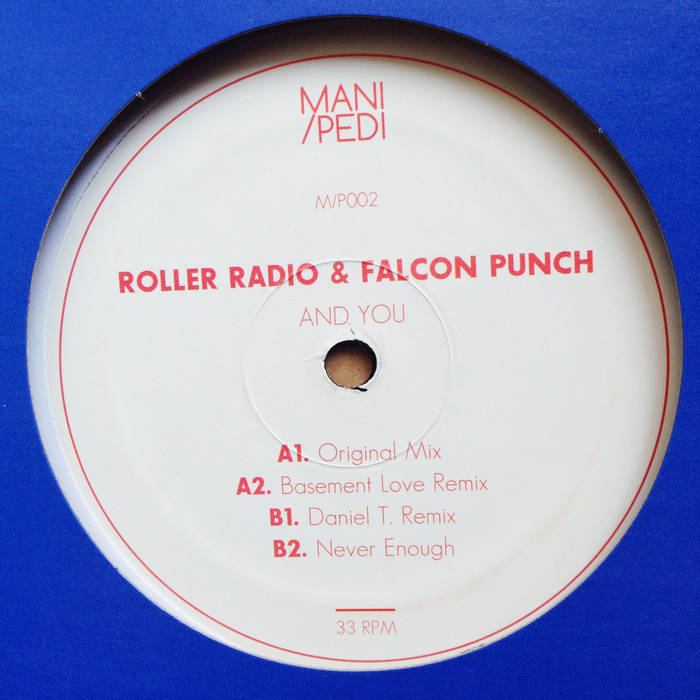 MANI
/PEDI
M/P002
ROLLER RADIO & FALCON PUNCH
AND YOU
A1. Original Mix
A2. Basement Love Remix
B1. Daniel T. Remix
B2. Never Enough
33 RPM